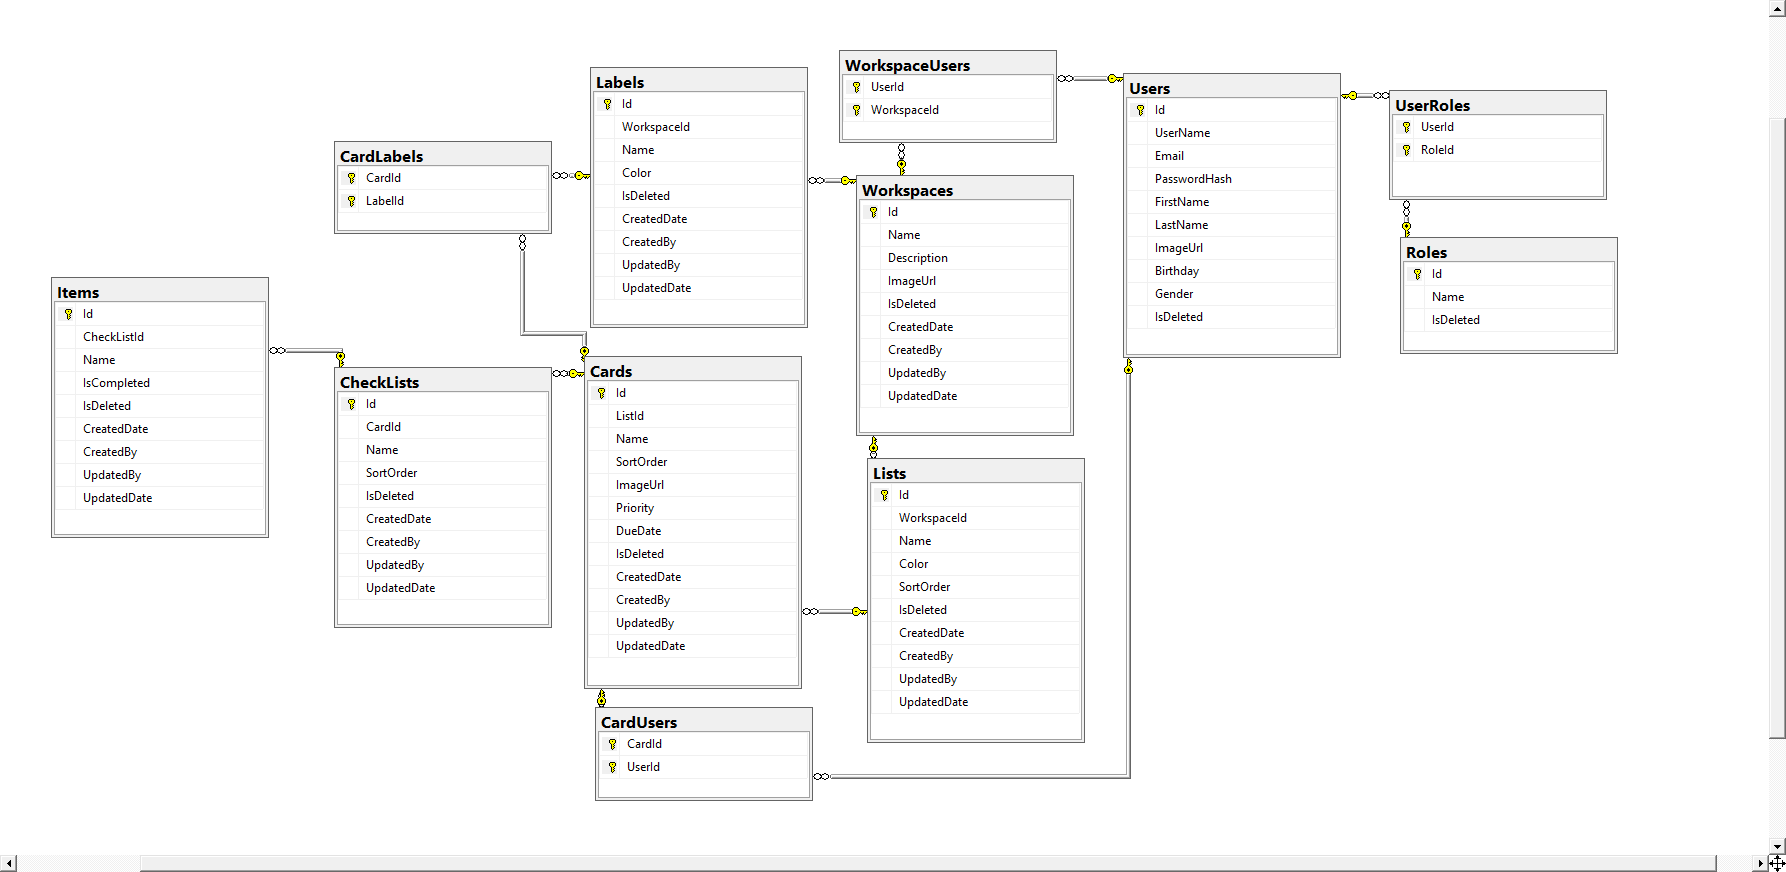 WorkspaceUsers
UserId
WorkspaceId
Labels
Id
WorkspaceId
Name
Color
IsDeleted
CreatedDate
CreatedBy
UpdatedBy
UpdatedDate
Users
Id
UserName
Email
PasswordHash
FirstName
LastName
ImageUrl
Birthday
Gender
IsDeleted
UserRoles
UserId
RoleId
CardLabels
CardId
LabelId
Workspaces
Id
Name
Description
ImageUrl
IsDeleted
CreatedDate
CreatedBy
UpdatedBy
UpdatedDate
Roles
Id
Name
IsDeleted
Items
Id
CheckListId
Name
IsCompleted
IsDeleted
CreatedDate
CreatedBy
UpdatedBy
UpdatedDate
CheckLists
Id
CardId
Name
SortOrder
IsDeleted
CreatedDate
CreatedBy
UpdatedBy
UpdatedDate
Cards
Id
ListId
Name
SortOrder
ImageUrl
Priority
DueDate
IsDeleted
CreatedDate
CreatedBy
UpdatedBy
UpdatedDate
Lists
Id
WorkspaceId
Name
Color
SortOrder
IsDeleted
CreatedDate
CreatedBy
UpdatedBy
UpdatedDate
CardUsers
CardId
UserId